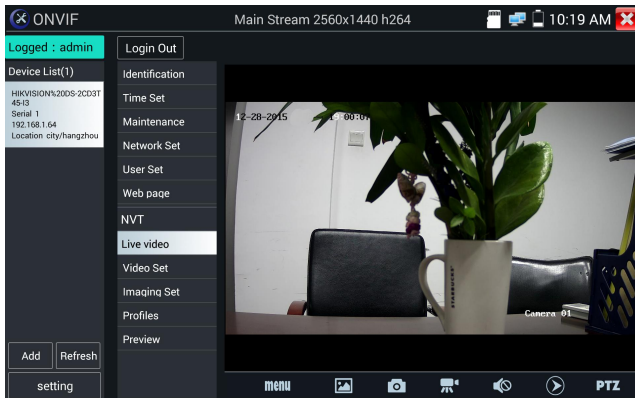 ONVIF
Main Stream 2560x1440 h264
10:19 AM
Logged : admin
Login Out
Device List(1)
HIKVISION%20DS-2CD3T
45-I3
Serial 1
192.168.1.64
Location city/hangzhou
Identification
Time Set
Maintenance
Network Set
User Set
Web page
NVT
Live video
Video Set
Imaging Set
Profiles
Preview
12-28-2015
00:07
STARBUCKS
Camera 01
Add
Refresh
setting
menu
PTZ